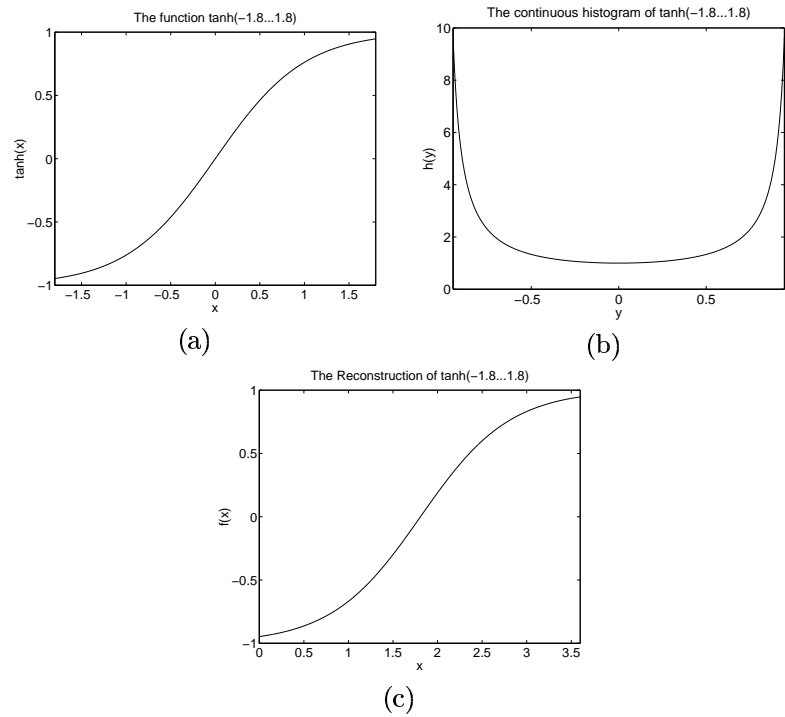 The function tanh(−1.8...1.8)
1
0.5
0
−0.5
−1
tanh(x)
−1.5 −1 −0.5 0 0.5 1 1.5
x
(a)
The continuous histogram of tanh(−1.8...1.8)
10
8
6
4
2
0
h(y)
−0.5 0 0.5
y
(b)
The Reconstruction of tanh(−1.8...1.8)
1
0.5
0
−0.5
−1
f(x)
0 0.5 1 1.5 2 2.5 3 3.5
x
(c)